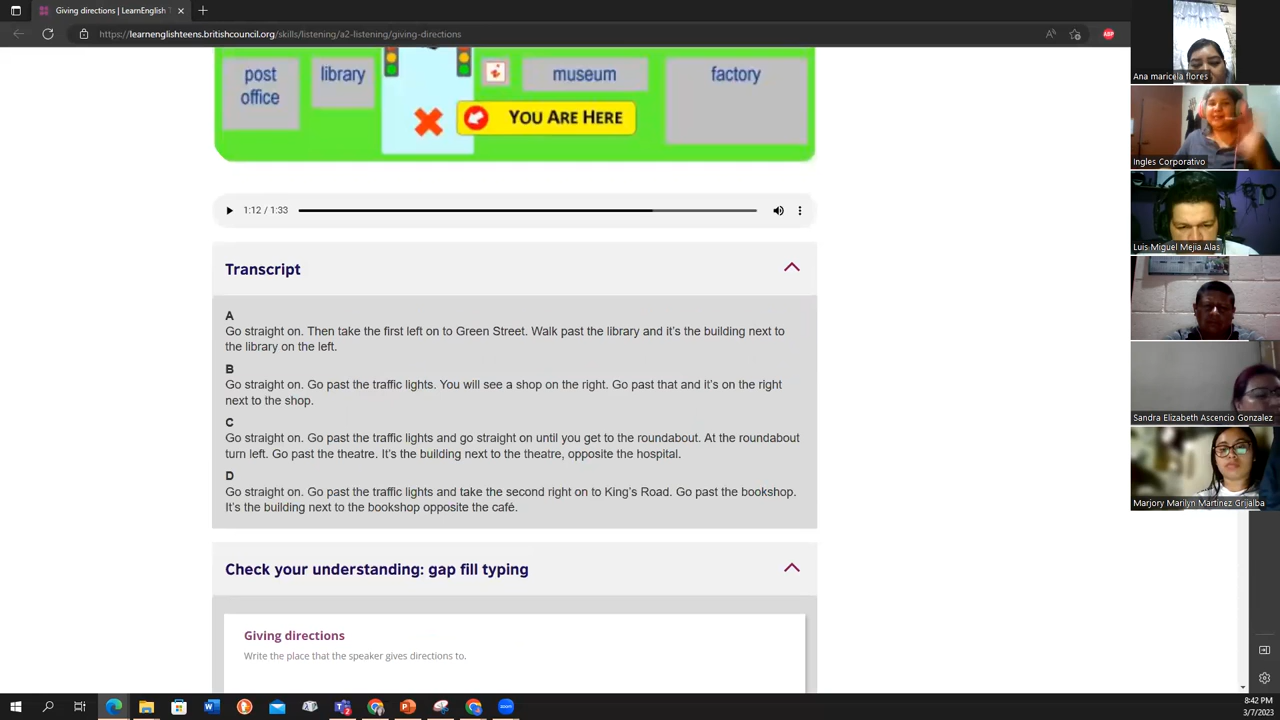 Giving directions | LearnEnglish T
https://learnenglishteens.britishcouncil.org/skills/listening/a2-listening/giving-directions
post office
library
museum
factory
YOU ARE HERE
1:12 / 1:33
Transcript
A
Go straight on. Then take the first left on to Green Street. Walk past the library and it's the building next to
the library on the left.
B
Go straight on. Go past the traffic lights. You will see a shop on the right. Go past that and it's on the right
next to the shop.
C
Go straight on. Go past the traffic lights and go straight on until you get to the roundabout. At the roundabout
turn left. Go past the theatre. It's the building next to the theatre, opposite the hospital.
D
Go straight on. Go past the traffic lights and take the second right on to King's Road. Go past the bookshop.
It's the building next to the bookshop opposite the café.
Check your understanding: gap fill typing
Giving directions
Write the place that the speaker gives directions to.
Ana maricela flores
Ingles Corporativo
Luis Miguel Mejia Alas
Sandra Elizabeth Ascencio Gonzalez
Marjory Marilyn Martínez Grijalba
ABP
8:42 PM
3/7/2023